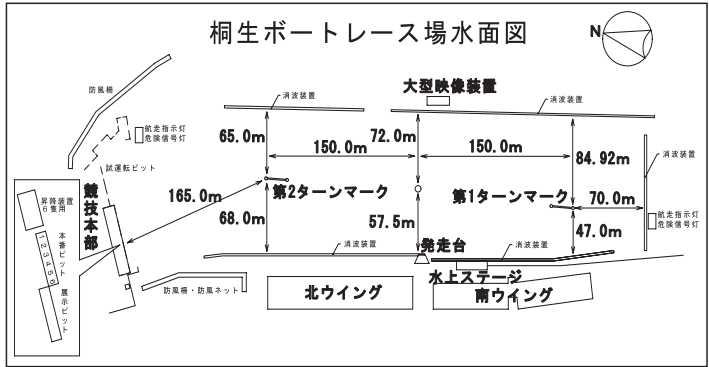 桐生ボートレース場水面図
N
防風柵
消波装置
大型映像装置
消波装置
航走指示灯
危険信号灯
65.0m
72.0m
150.0m
150.0m
84.92m
消波装置
試運転ピット
競技本部
165.0m
第2ターンマーク
第1ターンマーク
70.0m
昇降装置
6隻用
68.0m
57.5m
47.0m
航走指示灯
危険信号灯
本番ピット
1 2 3 4 5 6
展示ピット
消波装置
発走台
消波装置
水上ステージ
防風柵・防風ネット
北ウイング
南ウイング